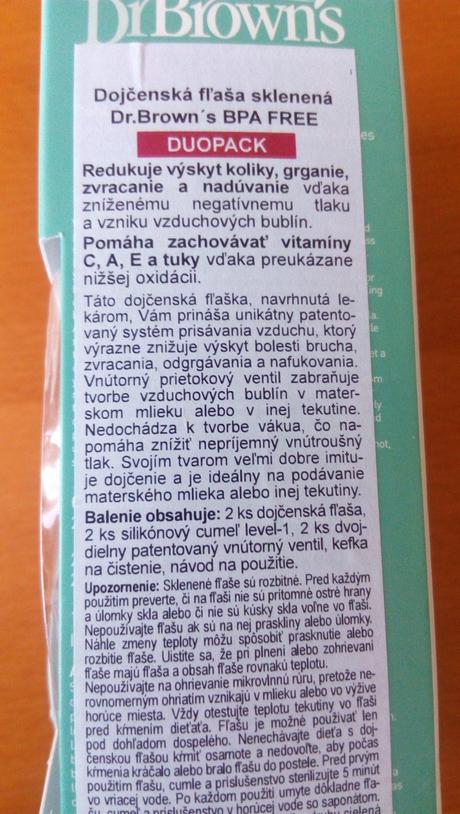 Dr.Brown's
Dojčenská fľaša sklenená
Dr.Brown´s BPA FREE
DUOPACK
Redukuje výskyt koliky, grganie,
zvracanie a nadúvanie vďaka
zníženému negatívnemu tlaku
a vzniku vzduchových bublín.
Pomáha zachovávať vitamíny
C, A, E a tuky vďaka preukázane
nižšej oxidácii.
Táto dojčenská fľaška, navrhnutá le-
károm, Vám prináša unikátny patento-
vaný systém prisávania vzduchu, ktorý
výrazne znižuje výskyt bolesti brucha,
zvracania, odgrgávania a nafukovania.
Vnútorný prietokový ventil zabraňuje
tvorbe vzduchových bublín v mater-
skom mlieku alebo v inej tekutine.
Nedochádza k tvorbe vákua, čo na-
pomáha znížiť nepríjemný vnútroušný
tlak. Svojím tvarom veľmi dobre imitu-
je dojčenie a je ideálny na podávanie
materského mlieka alebo inej tekutiny.
Balenie obsahuje: 2 ks dojčenská fľaša,
2 ks silikónový cumeľ level-1, 2 ks dvoj-
dielny patentovaný vnútorný ventil, kefka
na čistenie, návod na použitie.
Upozornenie: Sklenené fľaše sú rozbitné. Pred každým
použitím preverte, či na fľaši nie sú prítomné ostré hrany
a úlomky skla alebo či nie sú kúsky skla voľne vo fľaši.
Nepoužívajte fľašu ak sú na nej praskliny alebo úlomky.
Náhle zmeny teploty môžu spôsobiť prasknutie alebo
rozbitie fľaše. Uistite sa, že pri plnení alebo zohrievaní
fľaše majú fľaša a obsah fľaše rovnakú teplotu.
Nepoužívajte na ohrievanie mikrovlnnú rúru, pretože ne-
rovnomerným ohriatím vznikajú v mlieku alebo vo výžive
horúce miesta. Vždy otestujte teplotu tekutiny vo fľaši
pred kŕmením dieťaťa. Fľašu je možné používať len
pod dohľadom dospelého. Nenechávajte dieťa s doj-
čenskou fľašou kŕmiť osamote a nedovoľte, aby počas
kŕmenia kráčalo alebo bralo fľašu do postele. Pred prvým
použitím fľašu, cumle a príslušenstvo sterilizujte 5 minút
vo vriacej vode. Po každom použití umyte dôkladne fľa-
šu, cumeľ a príslušenstvo v horúcej vode so saponátom.